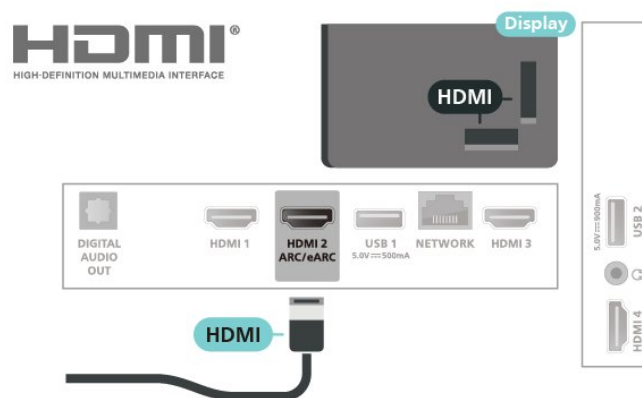 HDMI®
HIGH-DEFINITION MULTIMEDIA INTERFACE
Display
HDMI
DIGITAL
AUDIO
OUT
HDMI 1
HDMI 2
ARC/eARC
USB 1
5.0V⎓500mA
NETWORK
HDMI 3
HDMI
5.0V⎓900mA
USB 2
HDMI 4